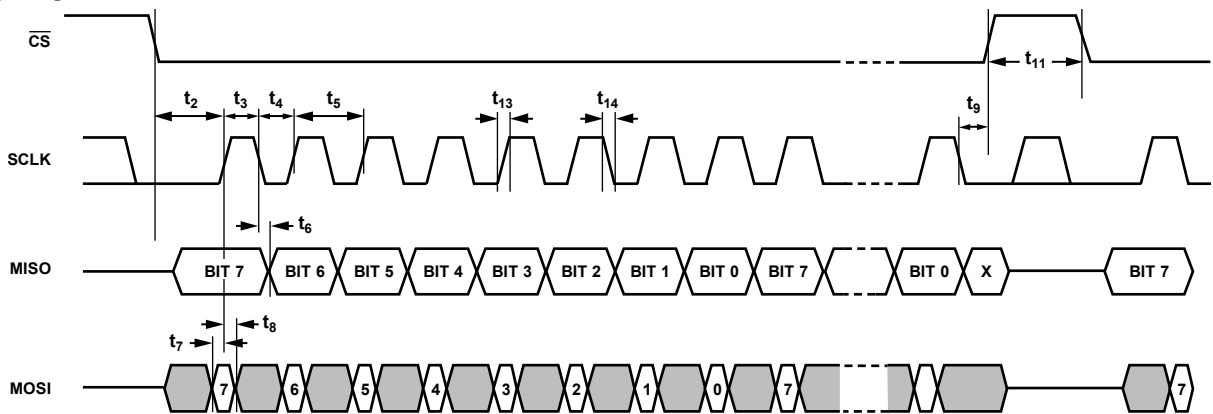 CS
t11
t2 t3 t4 t5 t13 t14 t9
SCLK
t6
MISO BIT 7 BIT 6 BIT 5 BIT 4 BIT 3 BIT 2 BIT 1 BIT 0 BIT 7 BIT 0 X BIT 7
t7 t8
MOSI 7 6 5 4 3 2 1 0 7 7